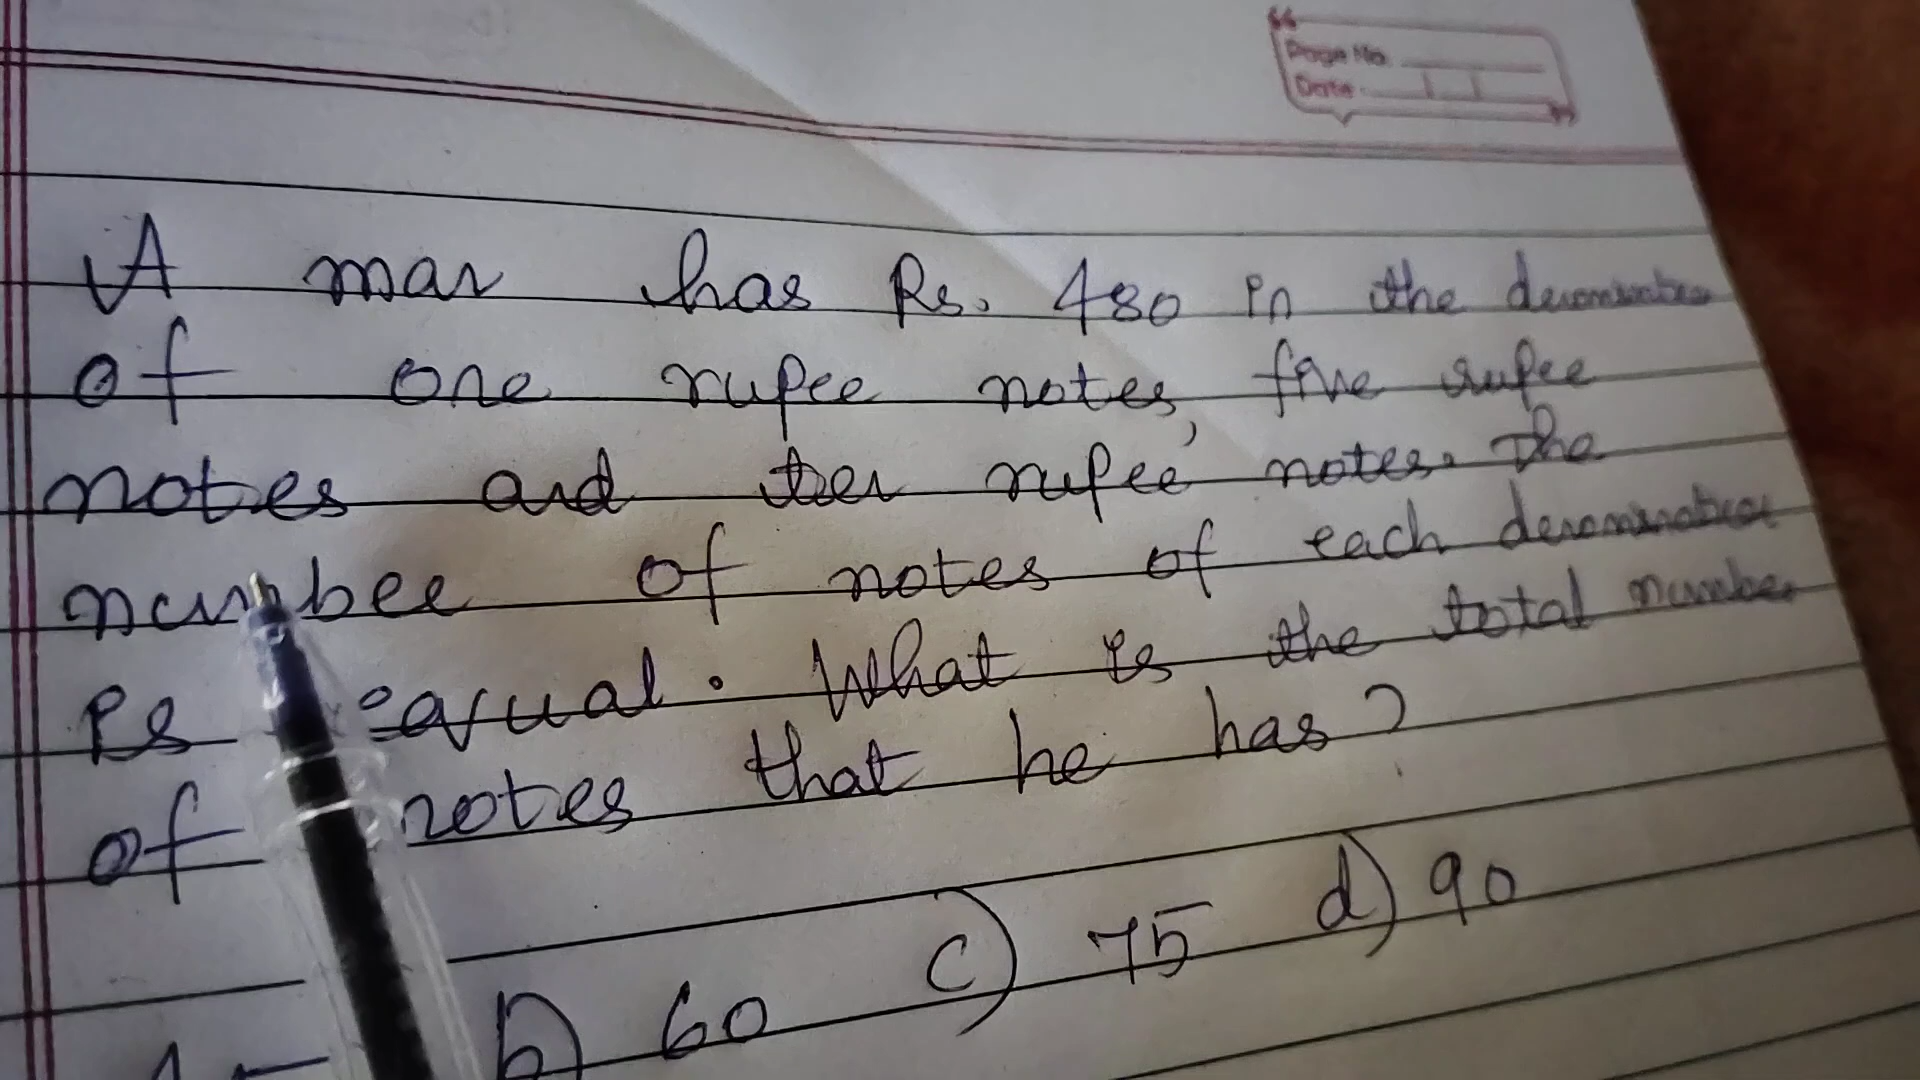 Page No.
Date
A man has Rs. 480 in the denomination
of one rupee notes, five rupee
notes and ten rupee notes. The
number of notes of each denomination
is equal. What is the total number
of notes that he has?
b) 60 c) 75 d) 90